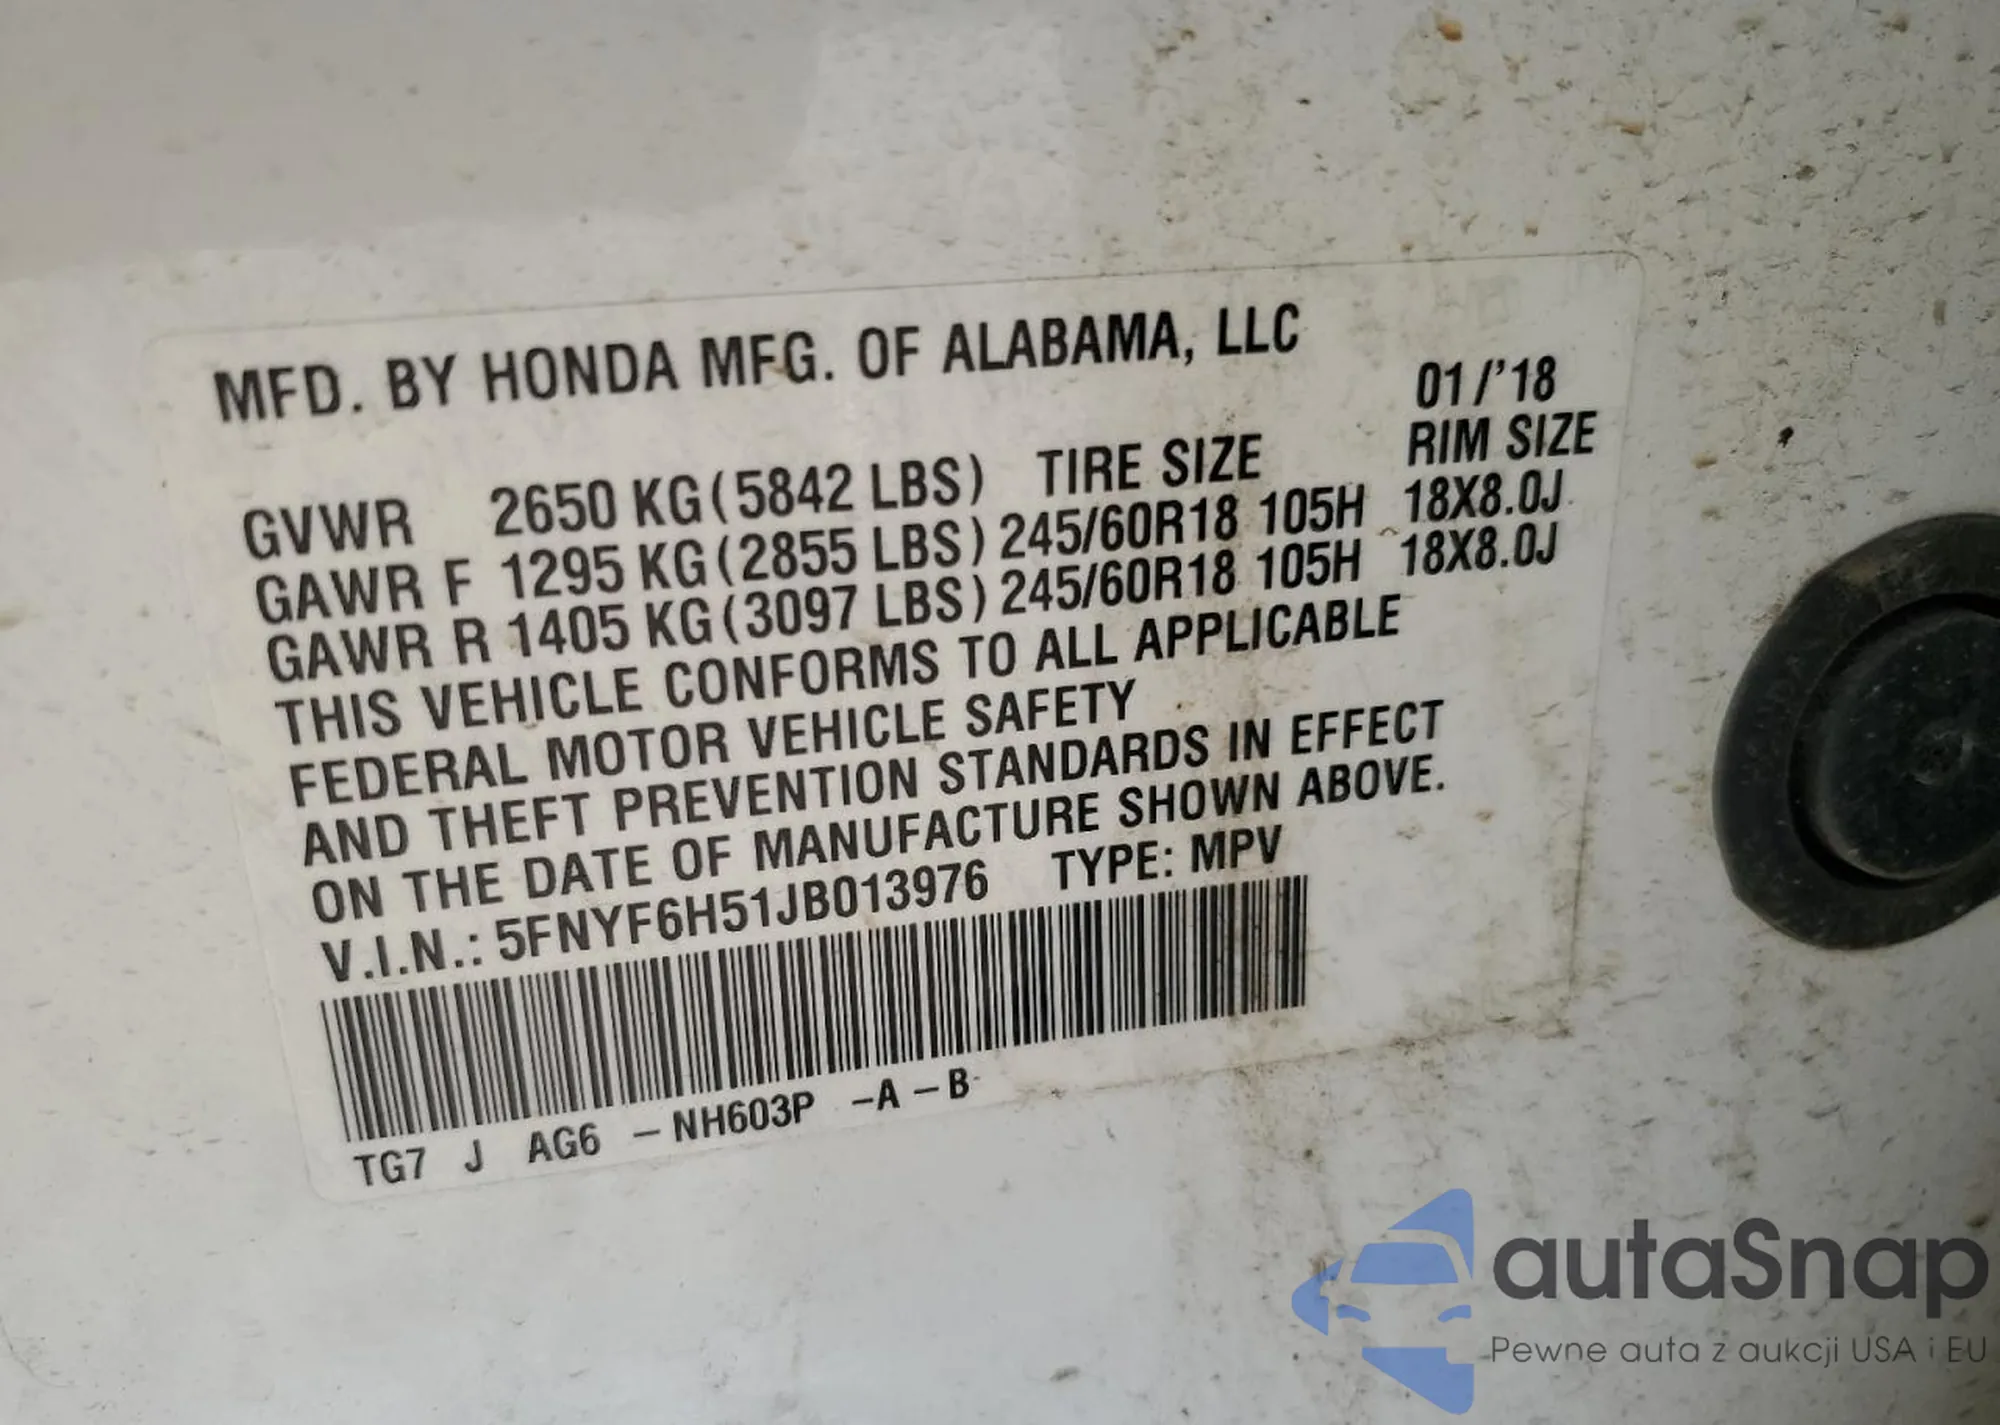 MFD. BY HONDA MFG. OF ALABAMA, LLC
01/'18
GVWR 2650 KG(5842 LBS) TIRE SIZE RIM SIZE
GAWR F 1295 KG(2855 LBS) 245/60R18 105H 18X8.0J
GAWR R 1405 KG(3097 LBS) 245/60R18 105H 18X8.0J
THIS VEHICLE CONFORMS TO ALL APPLICABLE
FEDERAL MOTOR VEHICLE SAFETY
AND THEFT PREVENTION STANDARDS IN EFFECT
ON THE DATE OF MANUFACTURE SHOWN ABOVE.
V.I.N.: 5FNYF6H51JB013976 TYPE: MPV
TG7 J AG6 –NH603P –A –B
autaSnap
Pewne auta z aukcji USA i EU